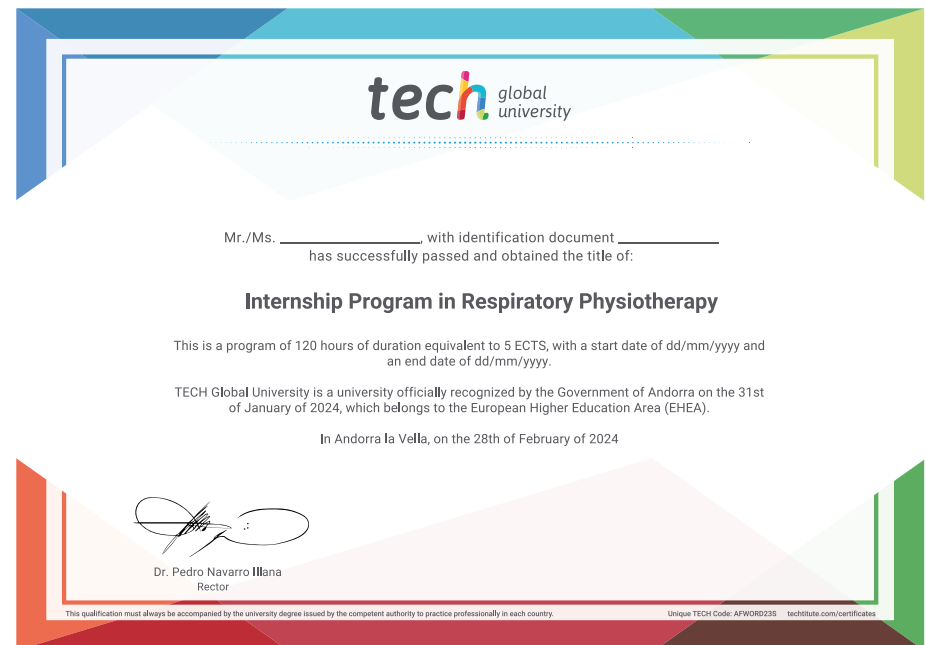 tech global
university
Mr./Ms. ____________, with identification document ____________
has successfully passed and obtained the title of:
Internship Program in Respiratory Physiotherapy
This is a program of 120 hours of duration equivalent to 5 ECTS, with a start date of dd/mm/yyyy and
an end date of dd/mm/yyyy.
TECH Global University is a university officially recognized by the Government of Andorra on the 31st
of January of 2024, which belongs to the European Higher Education Area (EHEA).
In Andorra la Vella, on the 28th of February of 2024
Dr. Pedro Navarro Illana
Rector
This qualification must always be accompanied by the university degree issued by the competent authority to practice professionally in each country. Unique TECH Code: AFWORD23S techtitute.com/certificates